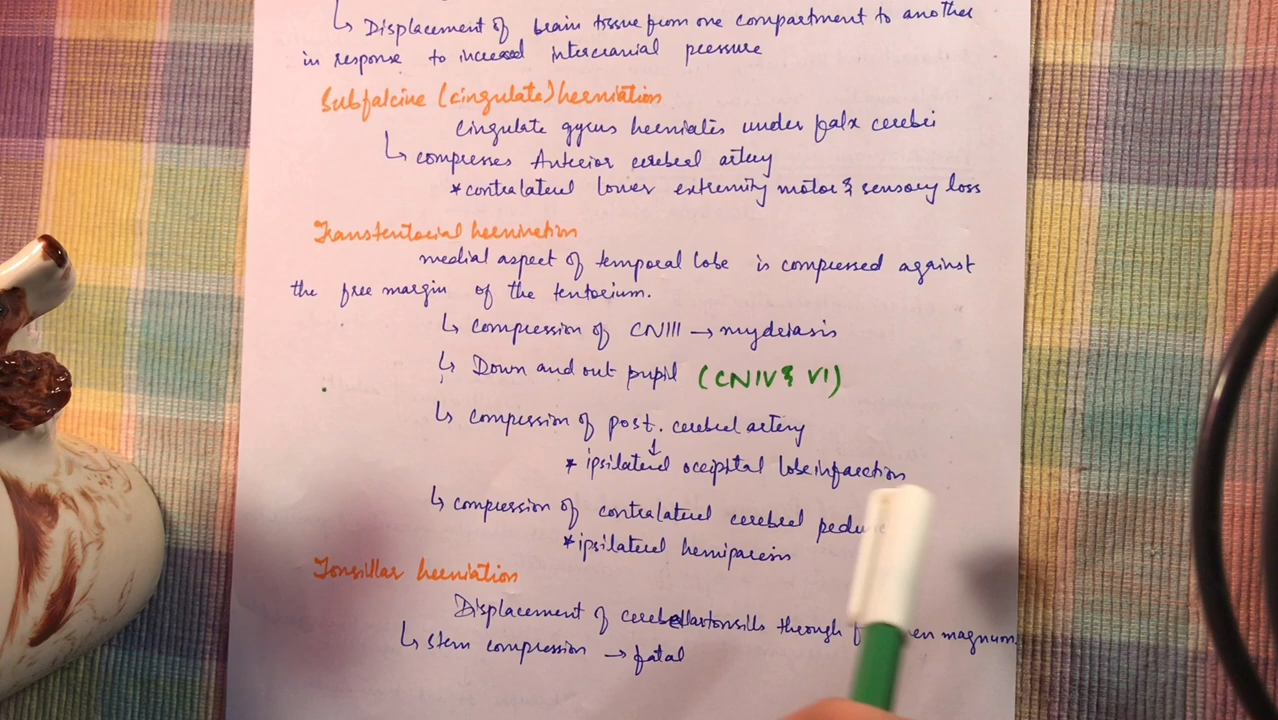 ↳ Displacement of brain tissue from one compartment to another
in response to increased intercranial pressure
Subfalcine (cingulate) herniation
cingulate gyrus herniates under falx cerebri
↳ compresses Anterior cerebral artery
* contralateral lower extremity motor & sensory loss
Transtentorial herniation
medial aspect of temporal lobe is compressed against
the free margin of the tentorium.
↳ compression of CNIII → mydriasis
↳ Down and out pupil (CNIV & VI)
↳ compression of post. cerebral artery
↓
* ipsilateral occipital lobe infarction
↳ compression of contralateral cerebral
* ipsilateral hemiparesis
Tonsillar herniation
Displacement of cerebellar tonsils through magnum.
↳ stem compression → fatal